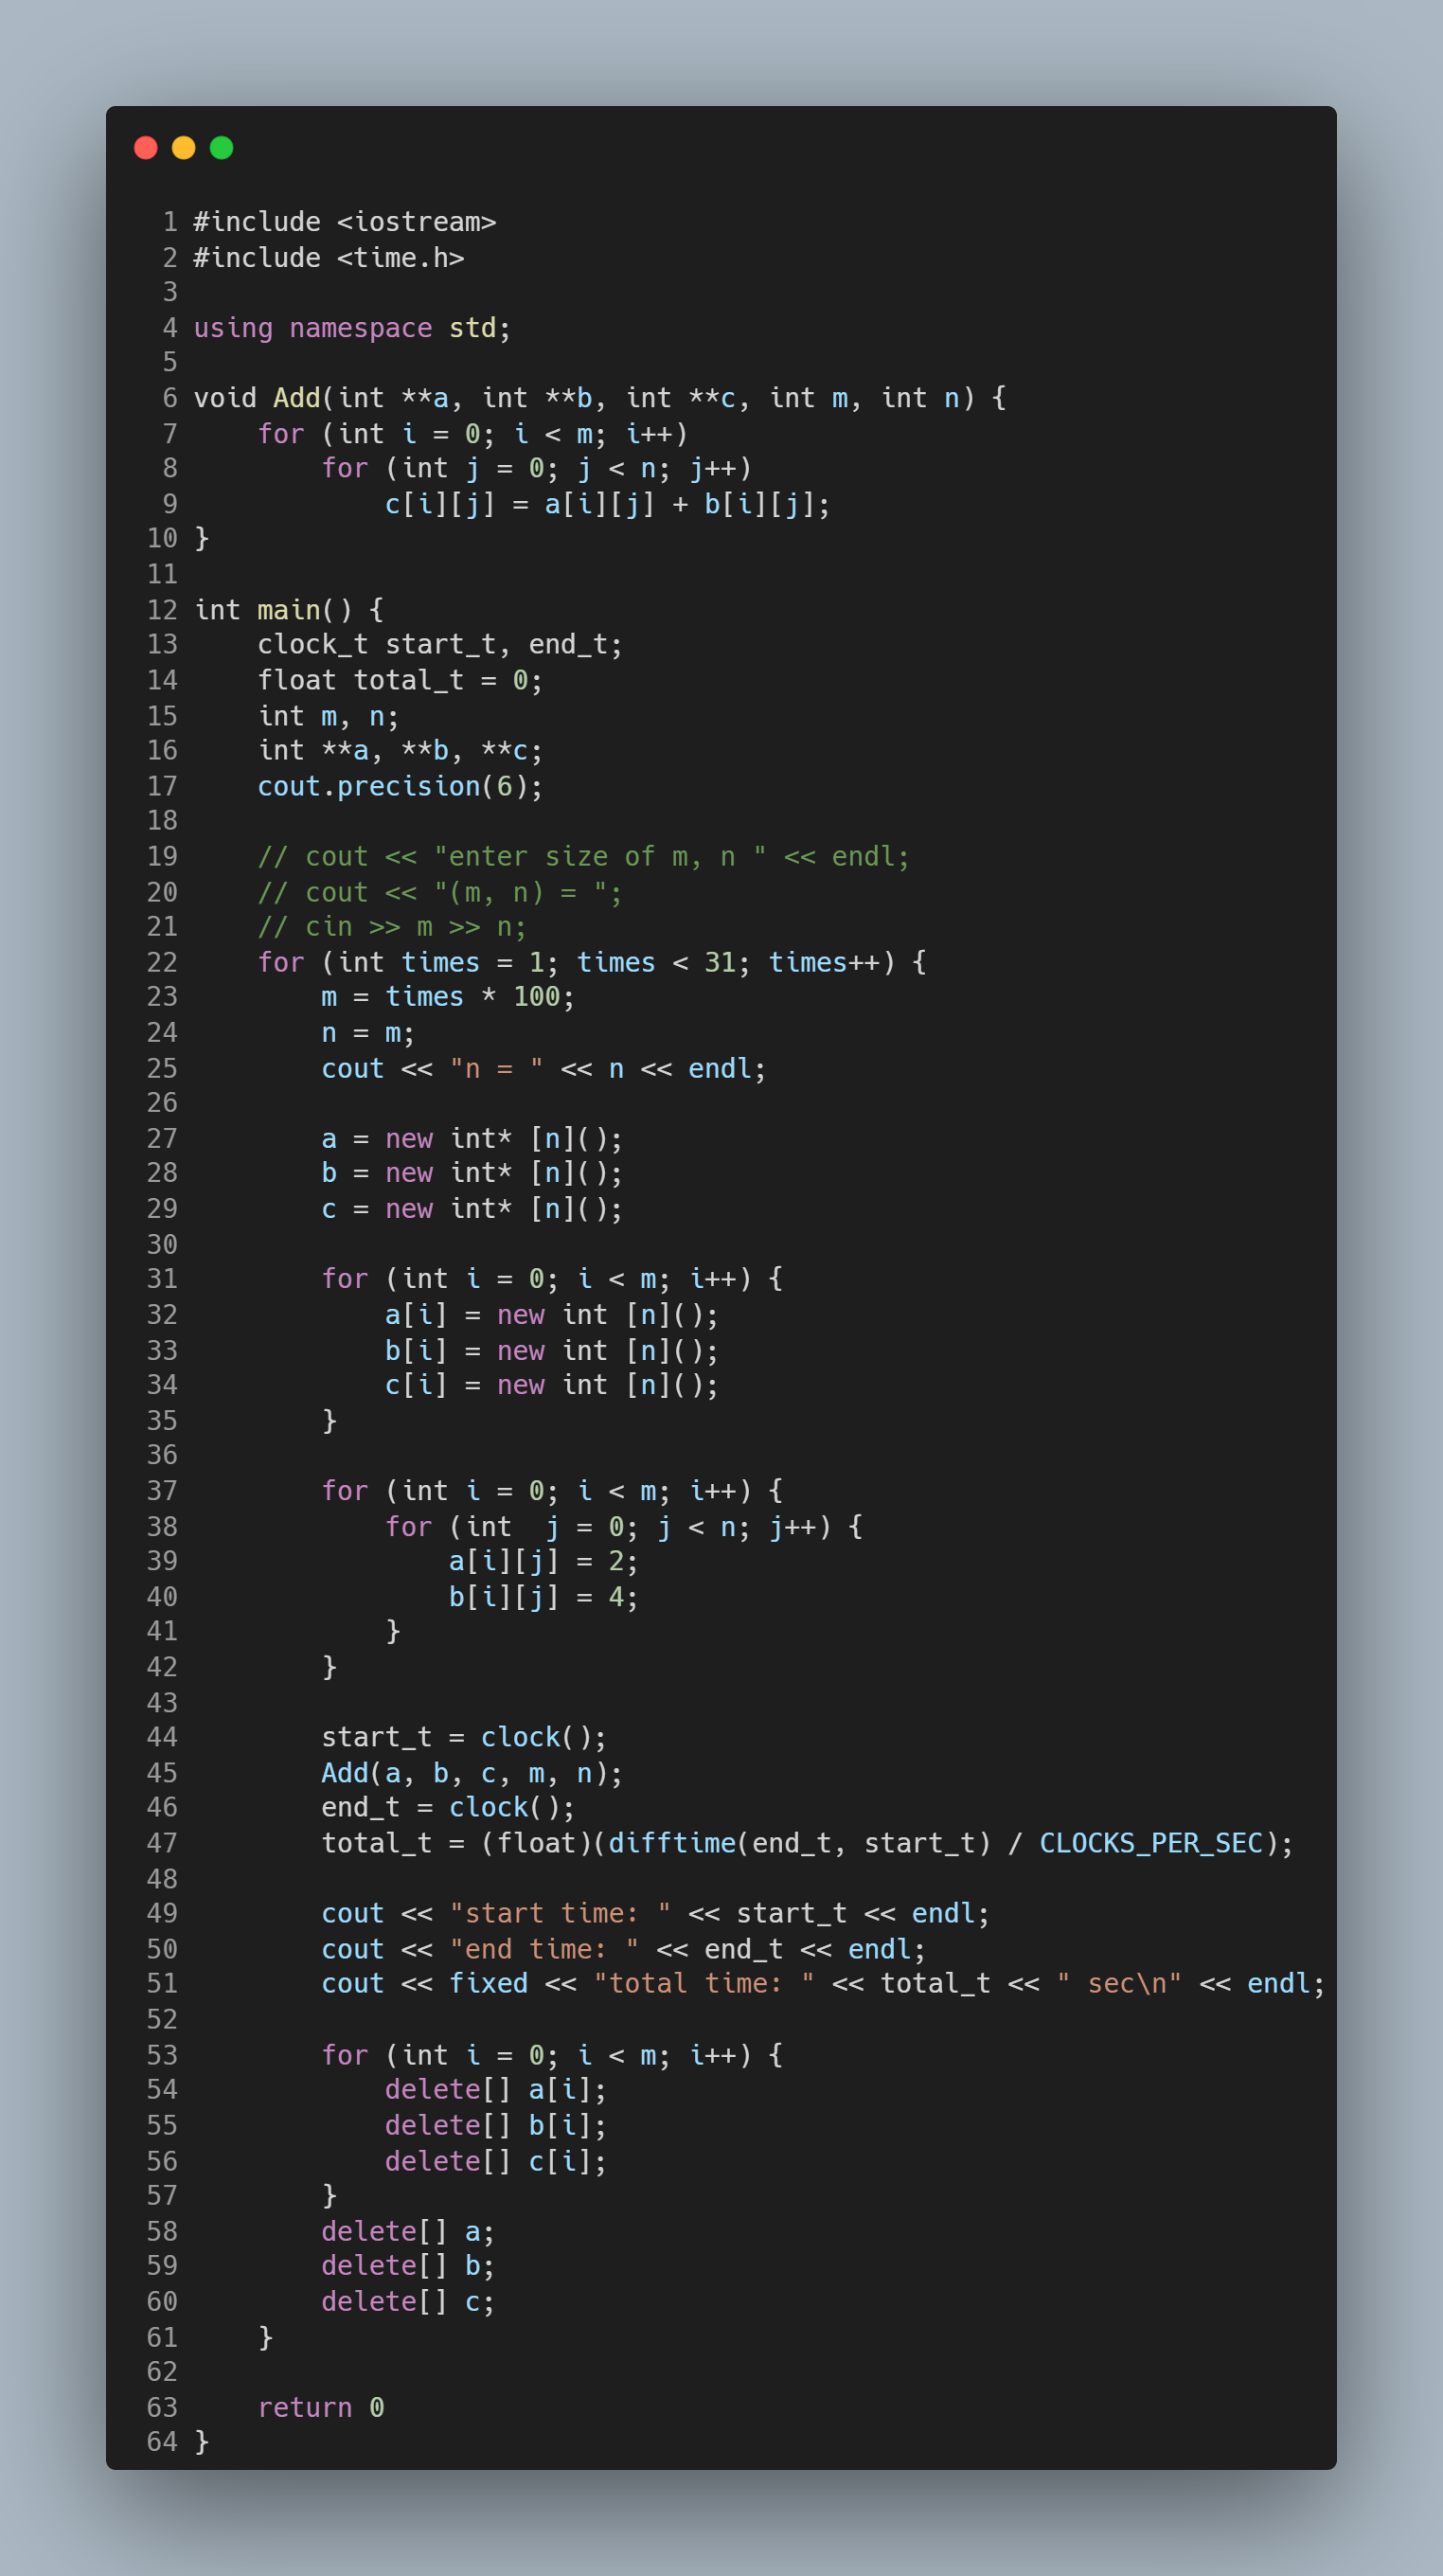 1 #include <iostream>
2 #include <time.h>
3
4 using namespace std;
5
6 void Add(int **a, int **b, int **c, int m, int n) {
7     for (int i = 0; i < m; i++)
8         for (int j = 0; j < n; j++)
9             c[i][j] = a[i][j] + b[i][j];
10 }
11
12 int main() {
13     clock_t start_t, end_t;
14     float total_t = 0;
15     int m, n;
16     int **a, **b, **c;
17     cout.precision(6);
18
19     // cout << "enter size of m, n " << endl;
20     // cout << "(m, n) = ";
21     // cin >> m >> n;
22     for (int times = 1; times < 31; times++) {
23         m = times * 100;
24         n = m;
25         cout << "n = " << n << endl;
26
27         a = new int* [n]();
28         b = new int* [n]();
29         c = new int* [n]();
30
31         for (int i = 0; i < m; i++) {
32             a[i] = new int [n]();
33             b[i] = new int [n]();
34             c[i] = new int [n]();
35         }
36
37         for (int i = 0; i < m; i++) {
38             for (int  j = 0; j < n; j++) {
39                 a[i][j] = 2;
40                 b[i][j] = 4;
41             }
42         }
43
44         start_t = clock();
45         Add(a, b, c, m, n);
46         end_t = clock();
47         total_t = (float)(difftime(end_t, start_t) / CLOCKS_PER_SEC);
48
49         cout << "start time: " << start_t << endl;
50         cout << "end time: " << end_t << endl;
51         cout << fixed << "total time: " << total_t << " sec\n" << endl;
52
53         for (int i = 0; i < m; i++) {
54             delete[] a[i];
55             delete[] b[i];
56             delete[] c[i];
57         }
58         delete[] a;
59         delete[] b;
60         delete[] c;
61     }
62
63     return 0
64 }